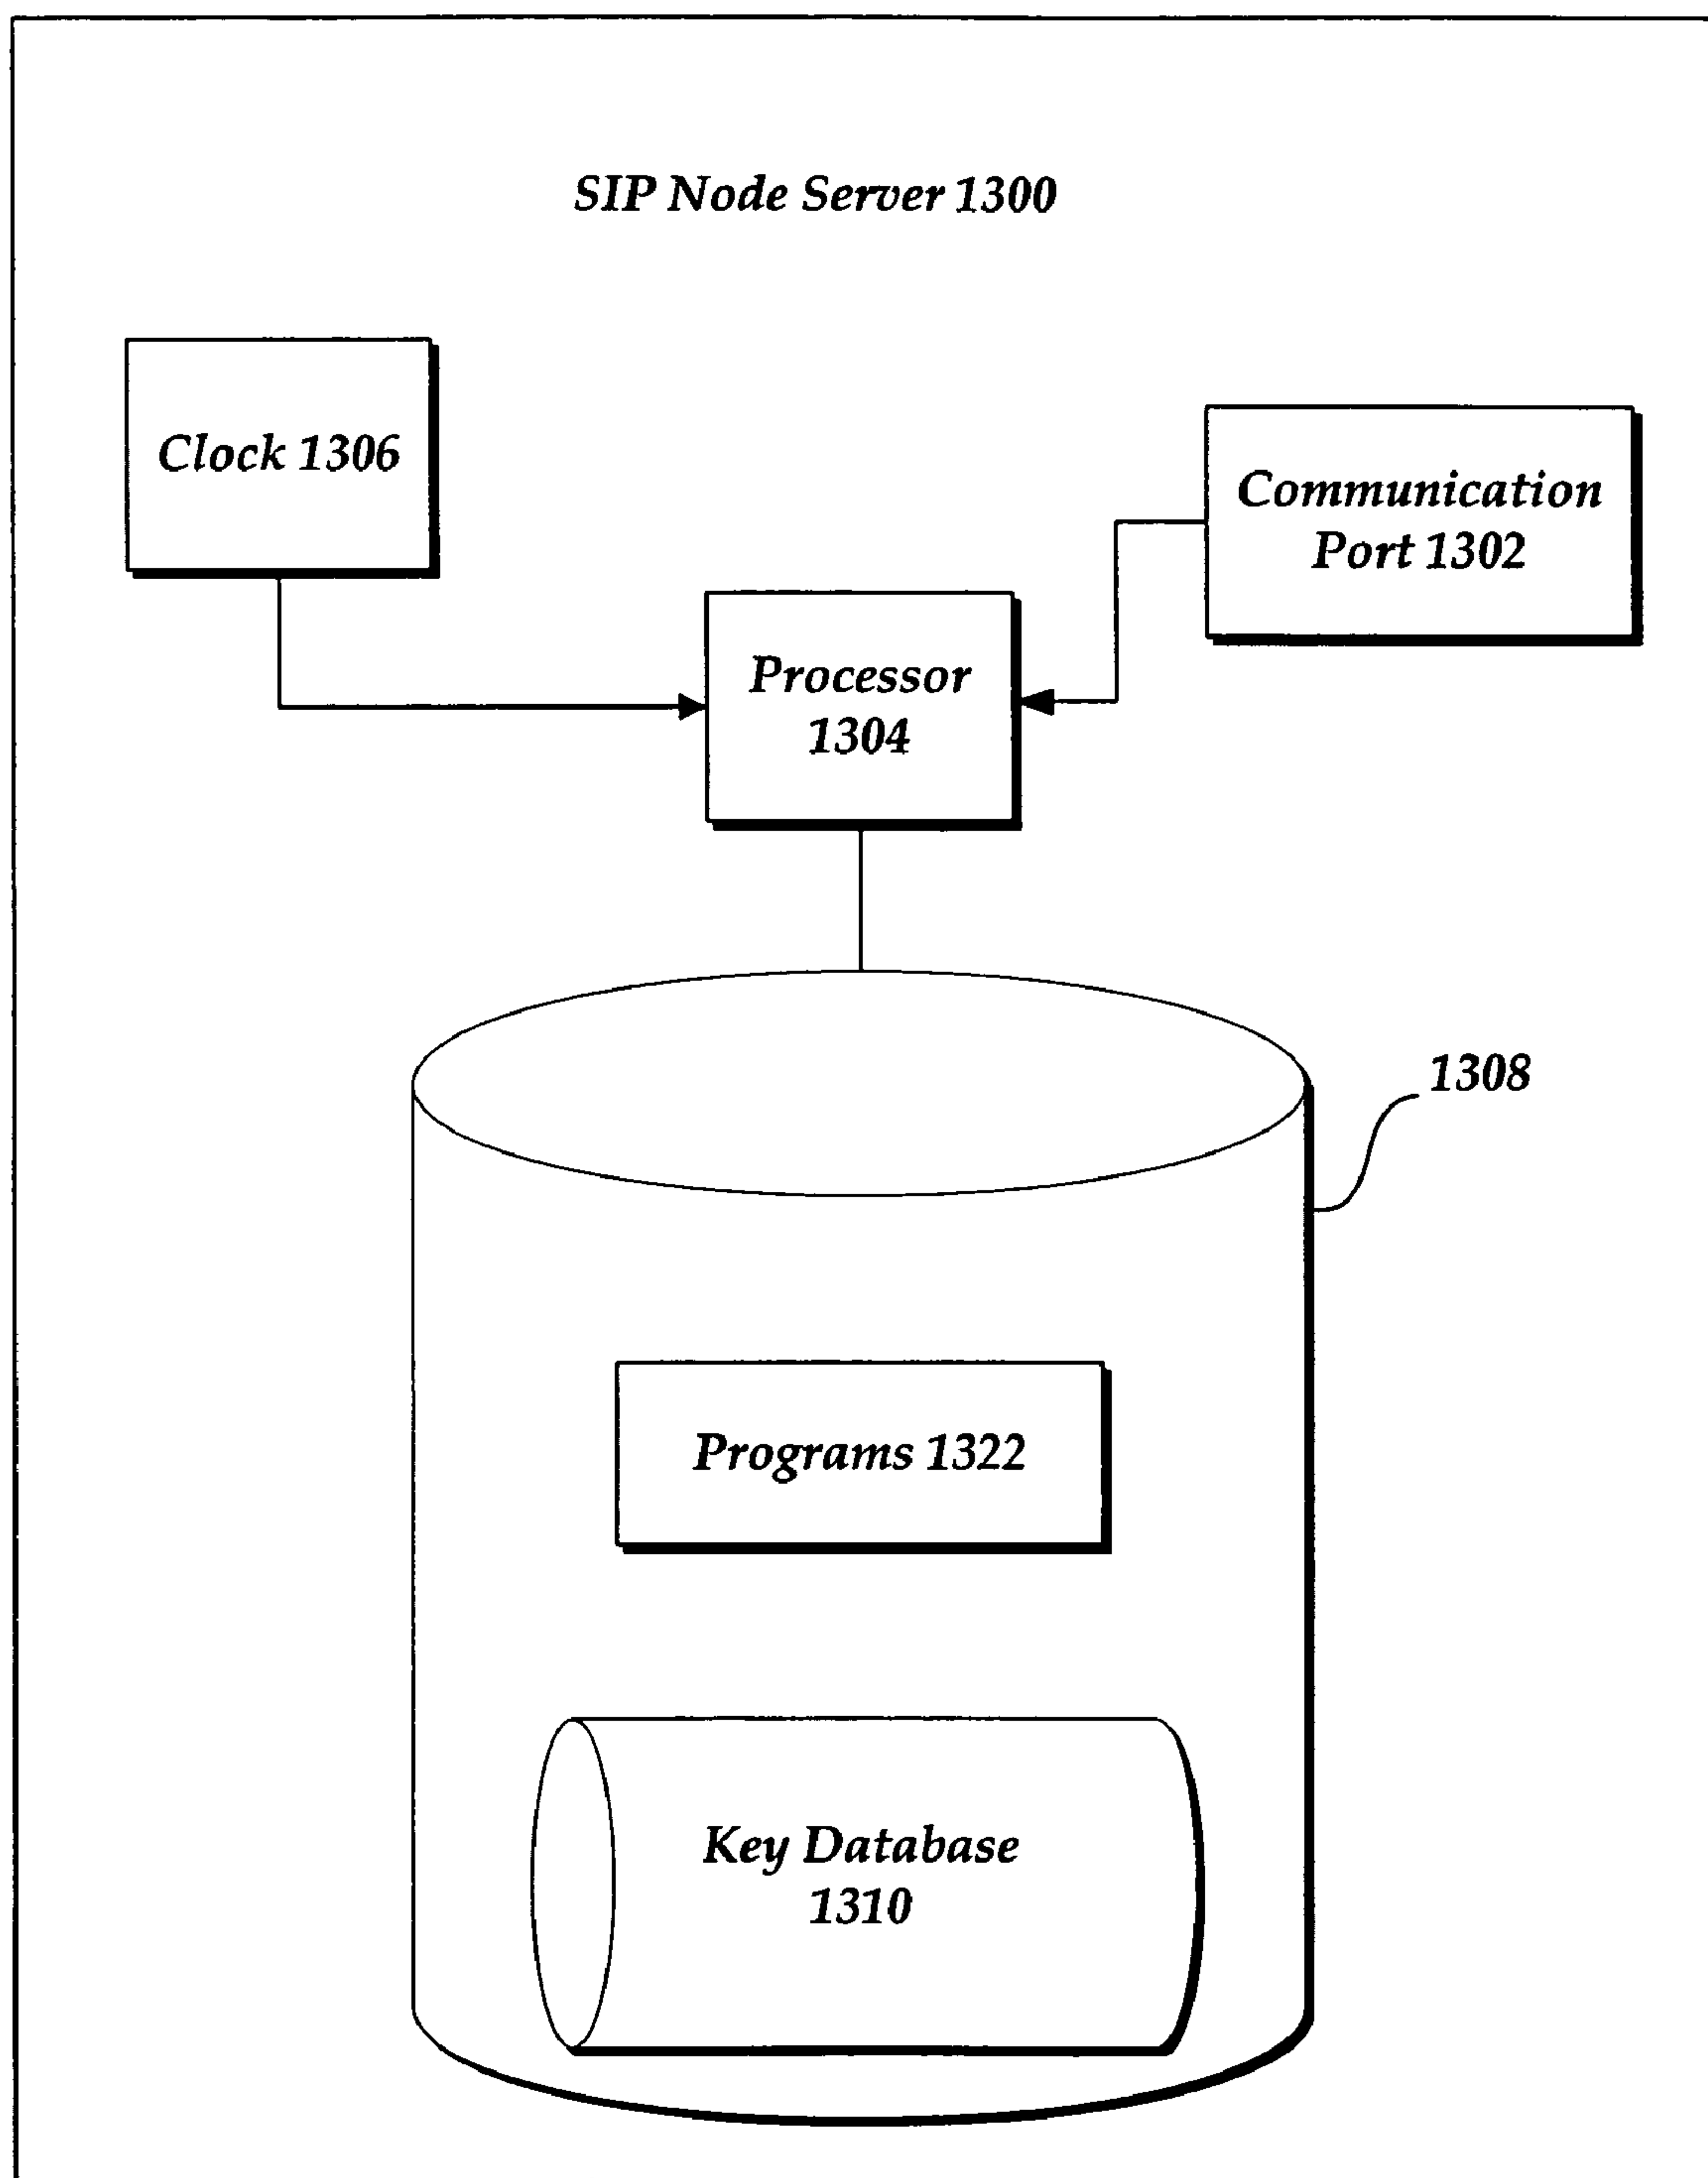 SIP Node Server 1300
Clock 1306
Communication
Port 1302
Processor
1304
1308
Programs 1322
Key Database
1310